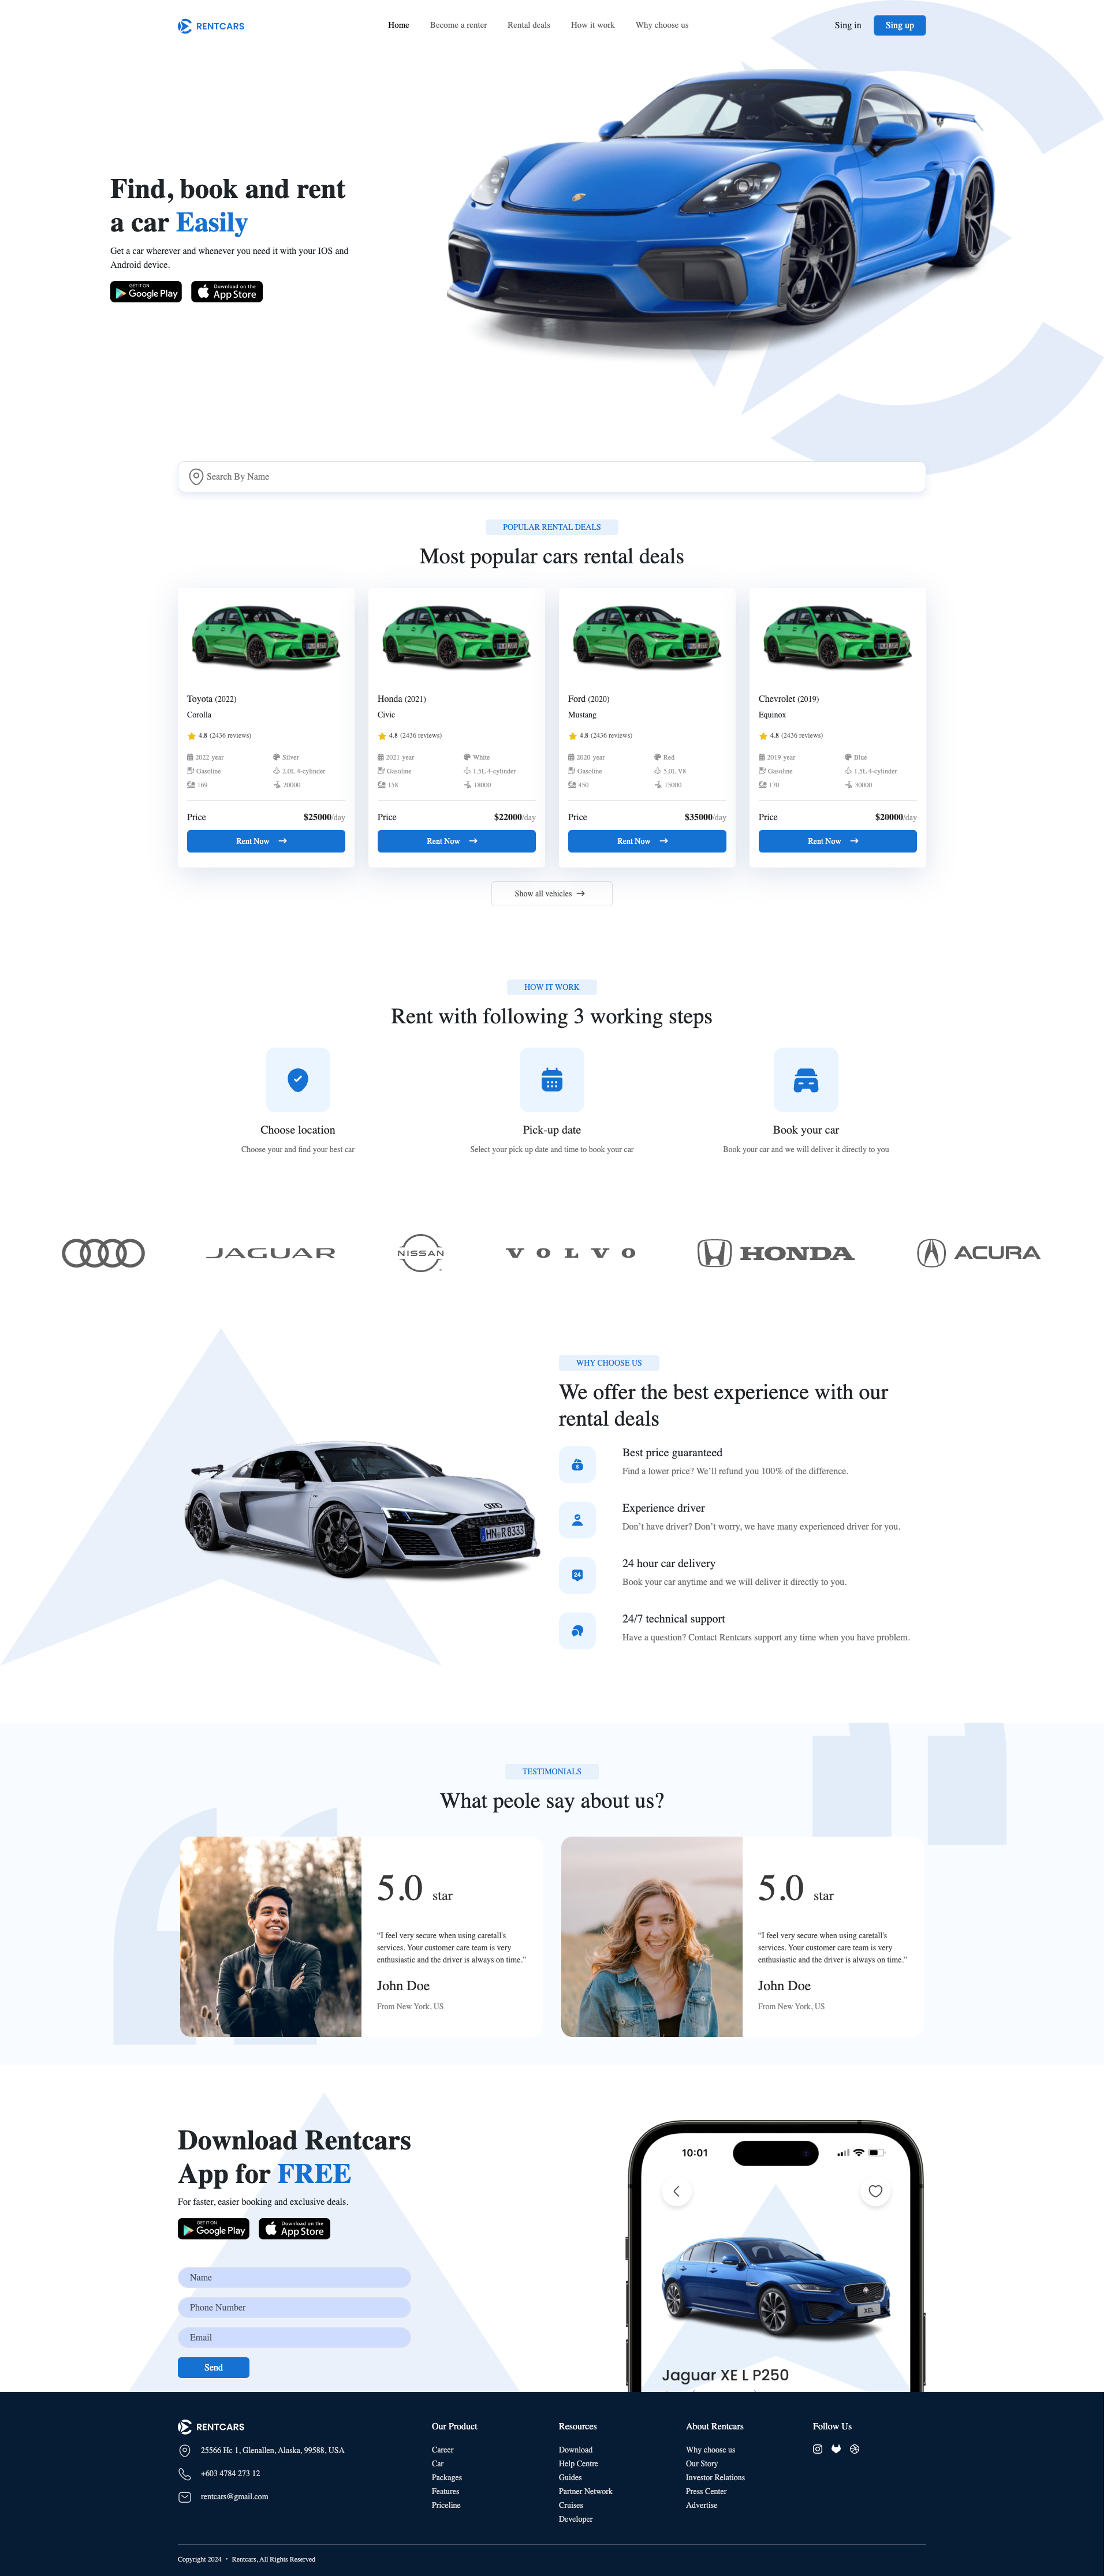 RENTCARS
Home
Become a renter
Rental deals
How it work
Why choose us
Sing in
Sing up
Find, book and rent
a car Easily
Get a car wherever and whenever you need it with your IOS and
Android device.
GET IT ON
Google Play
Download on the
App Store
Search By Name
POPULAR RENTAL DEALS
Most popular cars rental deals
Toyota (2022)
Corolla
4.8 (2436 reviews)
2022 year
Silver
Gasoline
2.0L 4-cylinder
169
20000
Price
$25000/day
Rent Now
Honda (2021)
Civic
4.8 (2436 reviews)
2021 year
White
Gasoline
1.5L 4-cylinder
158
18000
Price
$22000/day
Rent Now
Ford (2020)
Mustang
4.8 (2436 reviews)
2020 year
Red
Gasoline
5.0L V8
450
15000
Price
$35000/day
Rent Now
Chevrolet (2019)
Equinox
4.8 (2436 reviews)
2019 year
Blue
Gasoline
1.5L 4-cylinder
170
30000
Price
$20000/day
Rent Now
Show all vehicles
HOW IT WORK
Rent with following 3 working steps
Choose location
Choose your and find your best car
Pick-up date
Select your pick up date and time to book your car
Book your car
Book your car and we will deliver it directly to you
JAGUAR
NISSAN
VOLVO
HONDA
ACURA
HN R 8333
WHY CHOOSE US
We offer the best experience with our
rental deals
Best price guaranteed
Find a lower price? We’ll refund you 100% of the difference.
Experience driver
Don’t have driver? Don’t worry, we have many experienced driver for you.
24
24 hour car delivery
Book your car anytime and we will deliver it directly to you.
24/7 technical support
Have a question? Contact Rentcars support any time when you have problem.
TESTIMONIALS
What peole say about us?
5.0 star
“I feel very secure when using caretall's
services. Your customer care team is very
enthusiastic and the driver is always on time.”
John Doe
From New York, US
5.0 star
“I feel very secure when using caretall's
services. Your customer care team is very
enthusiastic and the driver is always on time.”
John Doe
From New York, US
Download Rentcars
App for FREE
For faster, easier booking and exclusive deals.
GET IT ON
Google Play
Download on the
App Store
Name
Phone Number
Email
Send
10:01
XEL
Jaguar XE L P250
RENTCARS
25566 Hc 1, Glenallen, Alaska, 99588, USA
+603 4784 273 12
rentcars@gmail.com
Our Product
Career
Car
Packages
Features
Priceline
Resources
Download
Help Centre
Guides
Partner Network
Cruises
Developer
About Rentcars
Why choose us
Our Story
Investor Relations
Press Center
Advertise
Follow Us
Copyright 2024 · Rentcars, All Rights Reserved